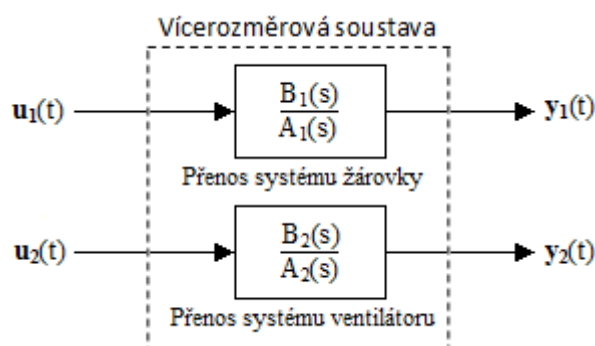 Vícerozměrová soustava
u₁(t)
B₁(s)
A₁(s)
y₁(t)
Přenos systému žárovky
u₂(t)
B₂(s)
A₂(s)
y₂(t)
Přenos systému ventilátoru